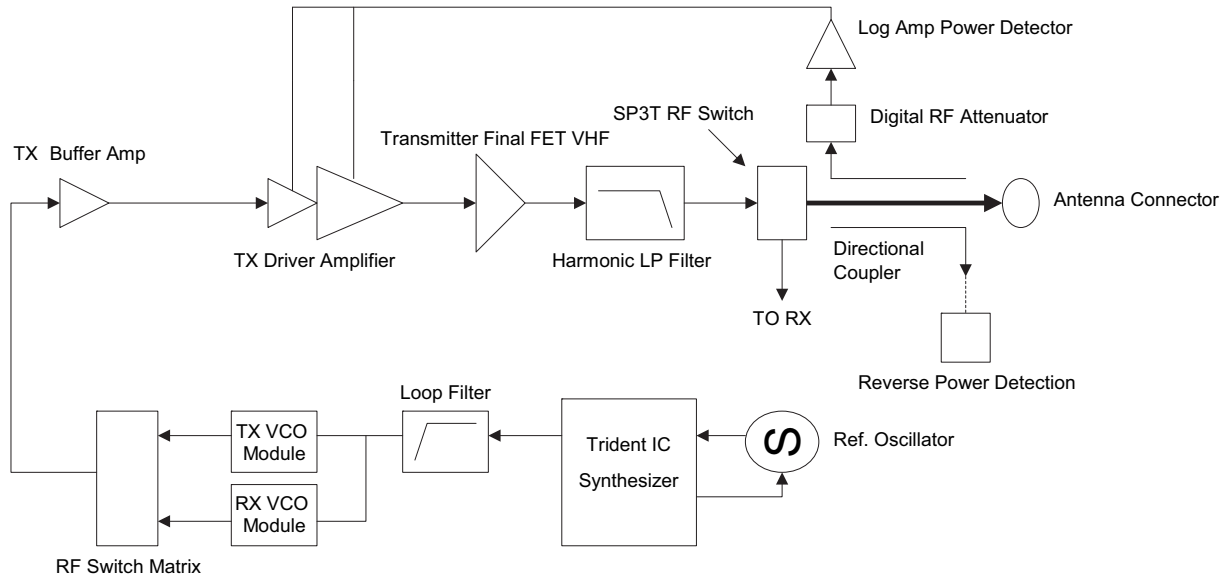 Log Amp Power Detector
SP3T RF Switch
Digital RF Attenuator
Transmitter Final FET VHF
TX Buffer Amp
Antenna Connector
TX Driver Amplifier
Harmonic LP Filter
Directional
Coupler
TO RX
Reverse Power Detection
Loop Filter
TX VCO
Module
Trident IC
Synthesizer
S
Ref. Oscillator
RX VCO
Module
RF Switch Matrix